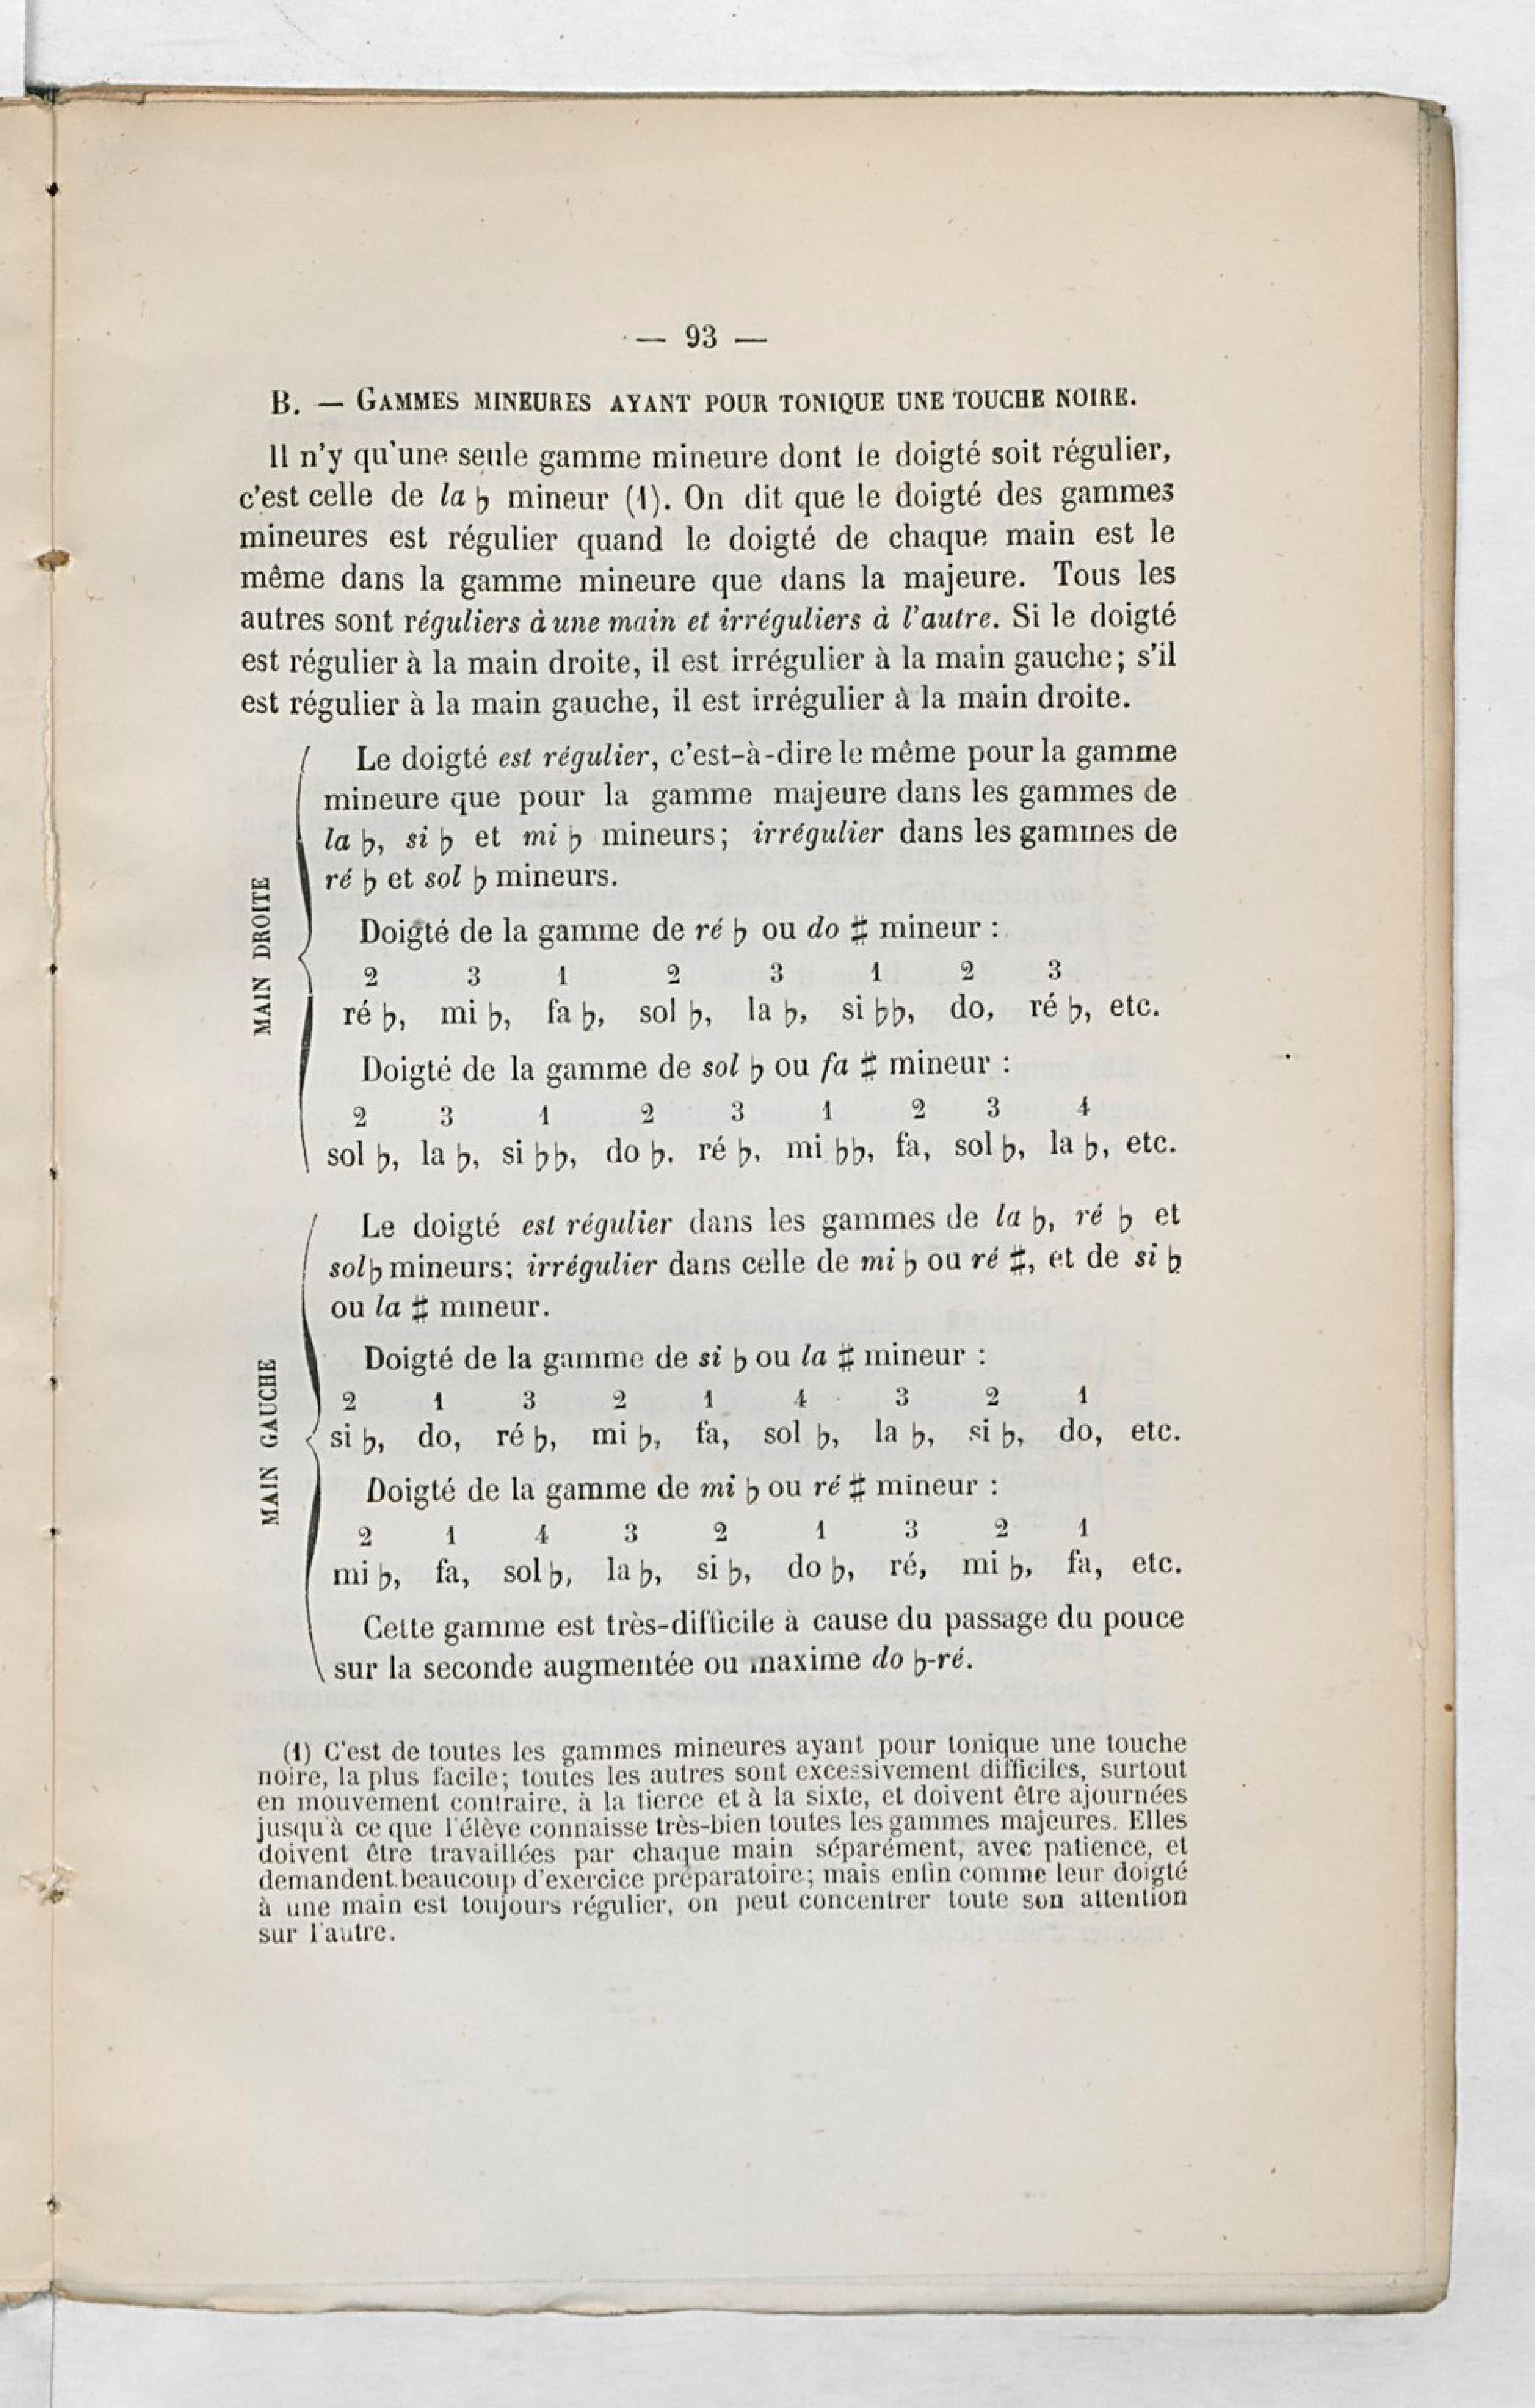 — 93 —
B. — GAMMES MINEURES AYANT POUR TONIQUE UNE TOUCHE NOIRE.
Il n'y qu'une seule gamme mineure dont le doigté soit régulier,
c'est celle de la ♭ mineur (1). On dit que le doigté des gammes
mineures est régulier quand le doigté de chaque main est le
même dans la gamme mineure que dans la majeure. Tous les
autres sont réguliers à une main et irréguliers à l'autre. Si le doigté
est régulier à la main droite, il est irrégulier à la main gauche; s'il
est régulier à la main gauche, il est irrégulier à la main droite.
MAIN DROITE
Le doigté est régulier, c'est-à-dire le même pour la gamme
mineure que pour la gamme majeure dans les gammes de
la ♭, si ♭ et mi ♭ mineurs; irrégulier dans les gammes de
ré ♭ et sol ♭ mineurs.
Doigté de la gamme de ré ♭ ou do ♯ mineur :
2 3 1 2 3 1 2 3
ré ♭, mi ♭, fa ♭, sol ♭, la ♭, si ♭♭, do, ré ♭, etc.
Doigté de la gamme de sol ♭ ou fa ♯ mineur :
2 3 1 2 3 1 2 3 4
sol ♭, la ♭, si ♭♭, do ♭. ré ♭, mi ♭♭, fa, sol ♭, la ♭, etc.
MAIN GAUCHE
Le doigté est régulier dans les gammes de la ♭, ré ♭ et
sol ♭ mineurs; irrégulier dans celle de mi ♭ ou ré ♯, et de si ♭
ou la ♯ mineur.
Doigté de la gamme de si ♭ ou la ♯ mineur :
2 1 3 2 1 4 3 2 1
si ♭, do, ré ♭, mi ♭, fa, sol ♭, la ♭, si ♭, do, etc.
Doigté de la gamme de mi ♭ ou ré ♯ mineur :
2 1 4 3 2 1 3 2 1
mi ♭, fa, sol ♭, la ♭, si ♭, do ♭, ré, mi ♭, fa, etc.
Cette gamme est très-difficile à cause du passage du pouce
sur la seconde augmentée ou maxime do ♭-ré.
(1) C'est de toutes les gammes mineures ayant pour tonique une touche
noire, la plus facile; toutes les autres sont excessivement difficiles, surtout
en mouvement contraire, à la tierce et à la sixte, et doivent être ajournées
jusqu'à ce que l'élève connaisse très-bien toutes les gammes majeures. Elles
doivent être travaillées par chaque main séparément, avec patience, et
demandent beaucoup d'exercice préparatoire; mais enfin comme leur doigté
à une main est toujours régulier, on peut concentrer toute son attention
sur l'autre.